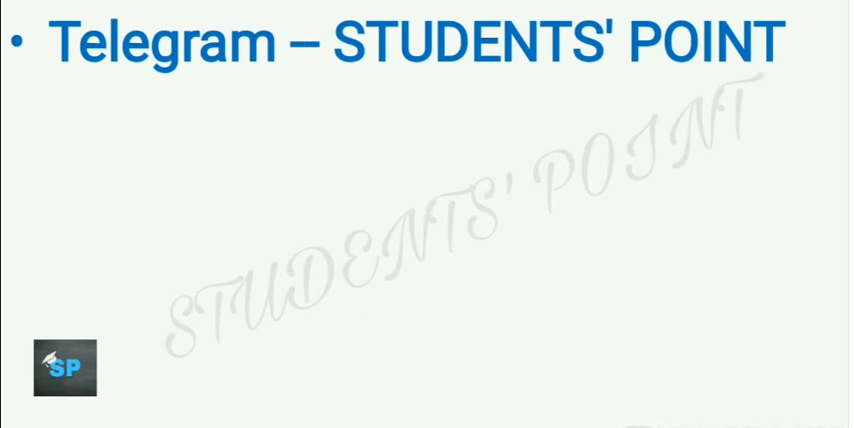 • Telegram – STUDENTS' POINT
STUDENTS' POINT
SP